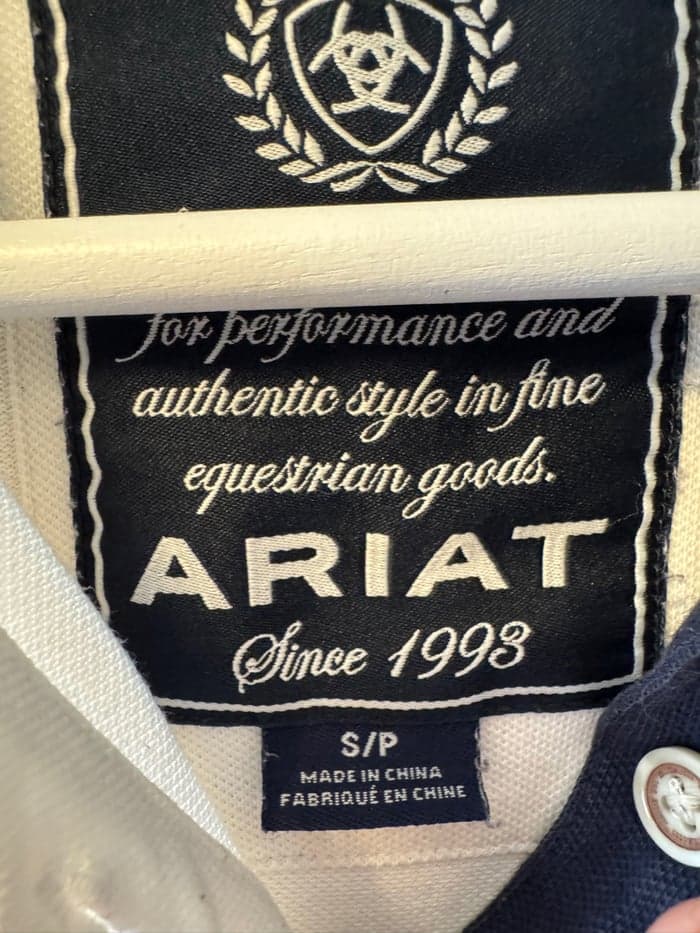 for performance and
authentic style in fine
equestrian goods.
ARIAT
Since 1993
S/P
MADE IN CHINA
FABRIQUÉ EN CHINE